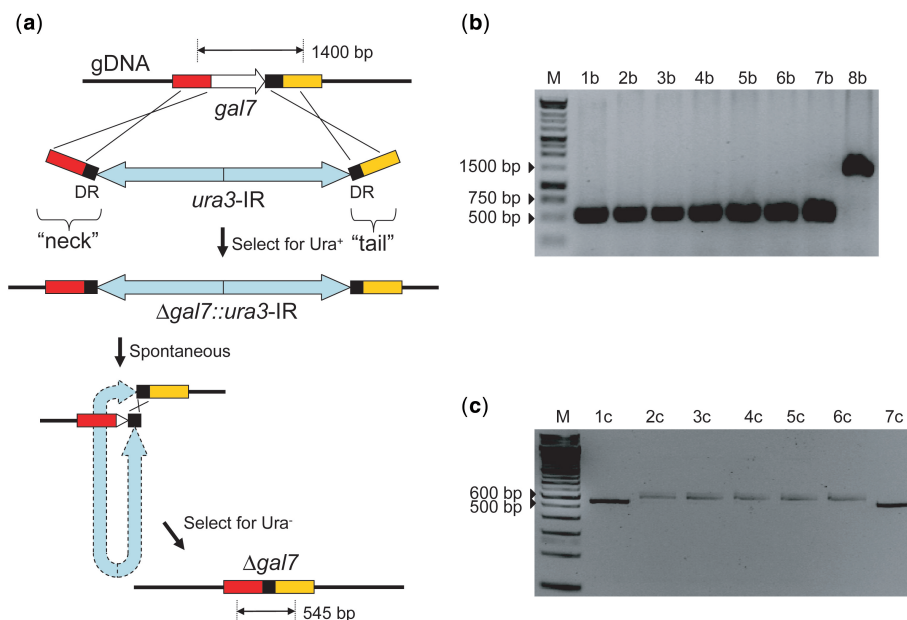 (a)
1400 bp
gDNA
gal7
DR
ura3-IR
DR
“neck”
Select for Ura⁺
“tail”
Δgal7::ura3-IR
Spontaneous
Select for Ura⁻
Δgal7
545 bp
(b)
M 1b 2b 3b 4b 5b 6b 7b 8b
1500 bp
750 bp
500 bp
(c)
M 1c 2c 3c 4c 5c 6c 7c
600 bp
500 bp